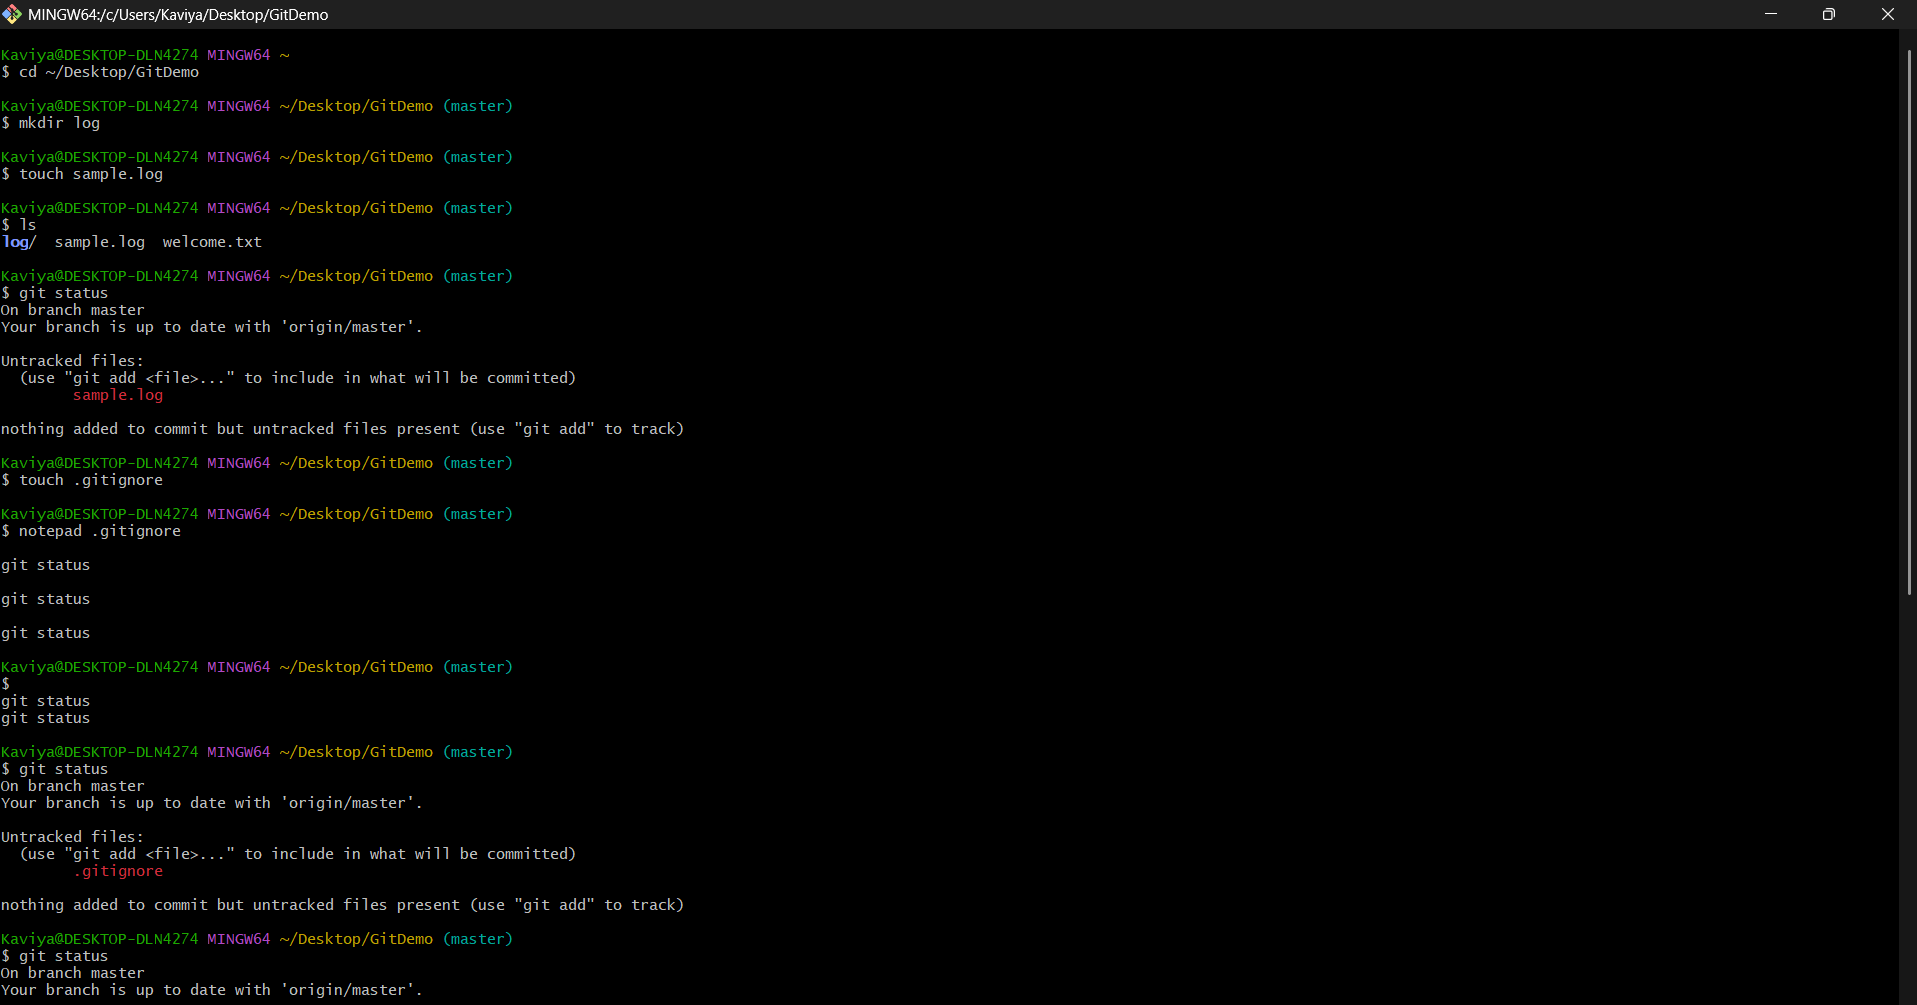 MINGW64:/c/Users/Kaviya/Desktop/GitDemo
Kaviya@DESKTOP-DLN4274 MINGW64 ~
$ cd ~/Desktop/GitDemo
Kaviya@DESKTOP-DLN4274 MINGW64 ~/Desktop/GitDemo (master)
$ mkdir log
Kaviya@DESKTOP-DLN4274 MINGW64 ~/Desktop/GitDemo (master)
$ touch sample.log
Kaviya@DESKTOP-DLN4274 MINGW64 ~/Desktop/GitDemo (master)
$ ls
log/  sample.log  welcome.txt
Kaviya@DESKTOP-DLN4274 MINGW64 ~/Desktop/GitDemo (master)
$ git status
On branch master
Your branch is up to date with 'origin/master'.
Untracked files:
  (use "git add <file>..." to include in what will be committed)
        sample.log
nothing added to commit but untracked files present (use "git add" to track)
Kaviya@DESKTOP-DLN4274 MINGW64 ~/Desktop/GitDemo (master)
$ touch .gitignore
Kaviya@DESKTOP-DLN4274 MINGW64 ~/Desktop/GitDemo (master)
$ notepad .gitignore
git status
git status
git status
Kaviya@DESKTOP-DLN4274 MINGW64 ~/Desktop/GitDemo (master)
$
git status
git status
Kaviya@DESKTOP-DLN4274 MINGW64 ~/Desktop/GitDemo (master)
$ git status
On branch master
Your branch is up to date with 'origin/master'.
Untracked files:
  (use "git add <file>..." to include in what will be committed)
        .gitignore
nothing added to commit but untracked files present (use "git add" to track)
Kaviya@DESKTOP-DLN4274 MINGW64 ~/Desktop/GitDemo (master)
$ git status
On branch master
Your branch is up to date with 'origin/master'.